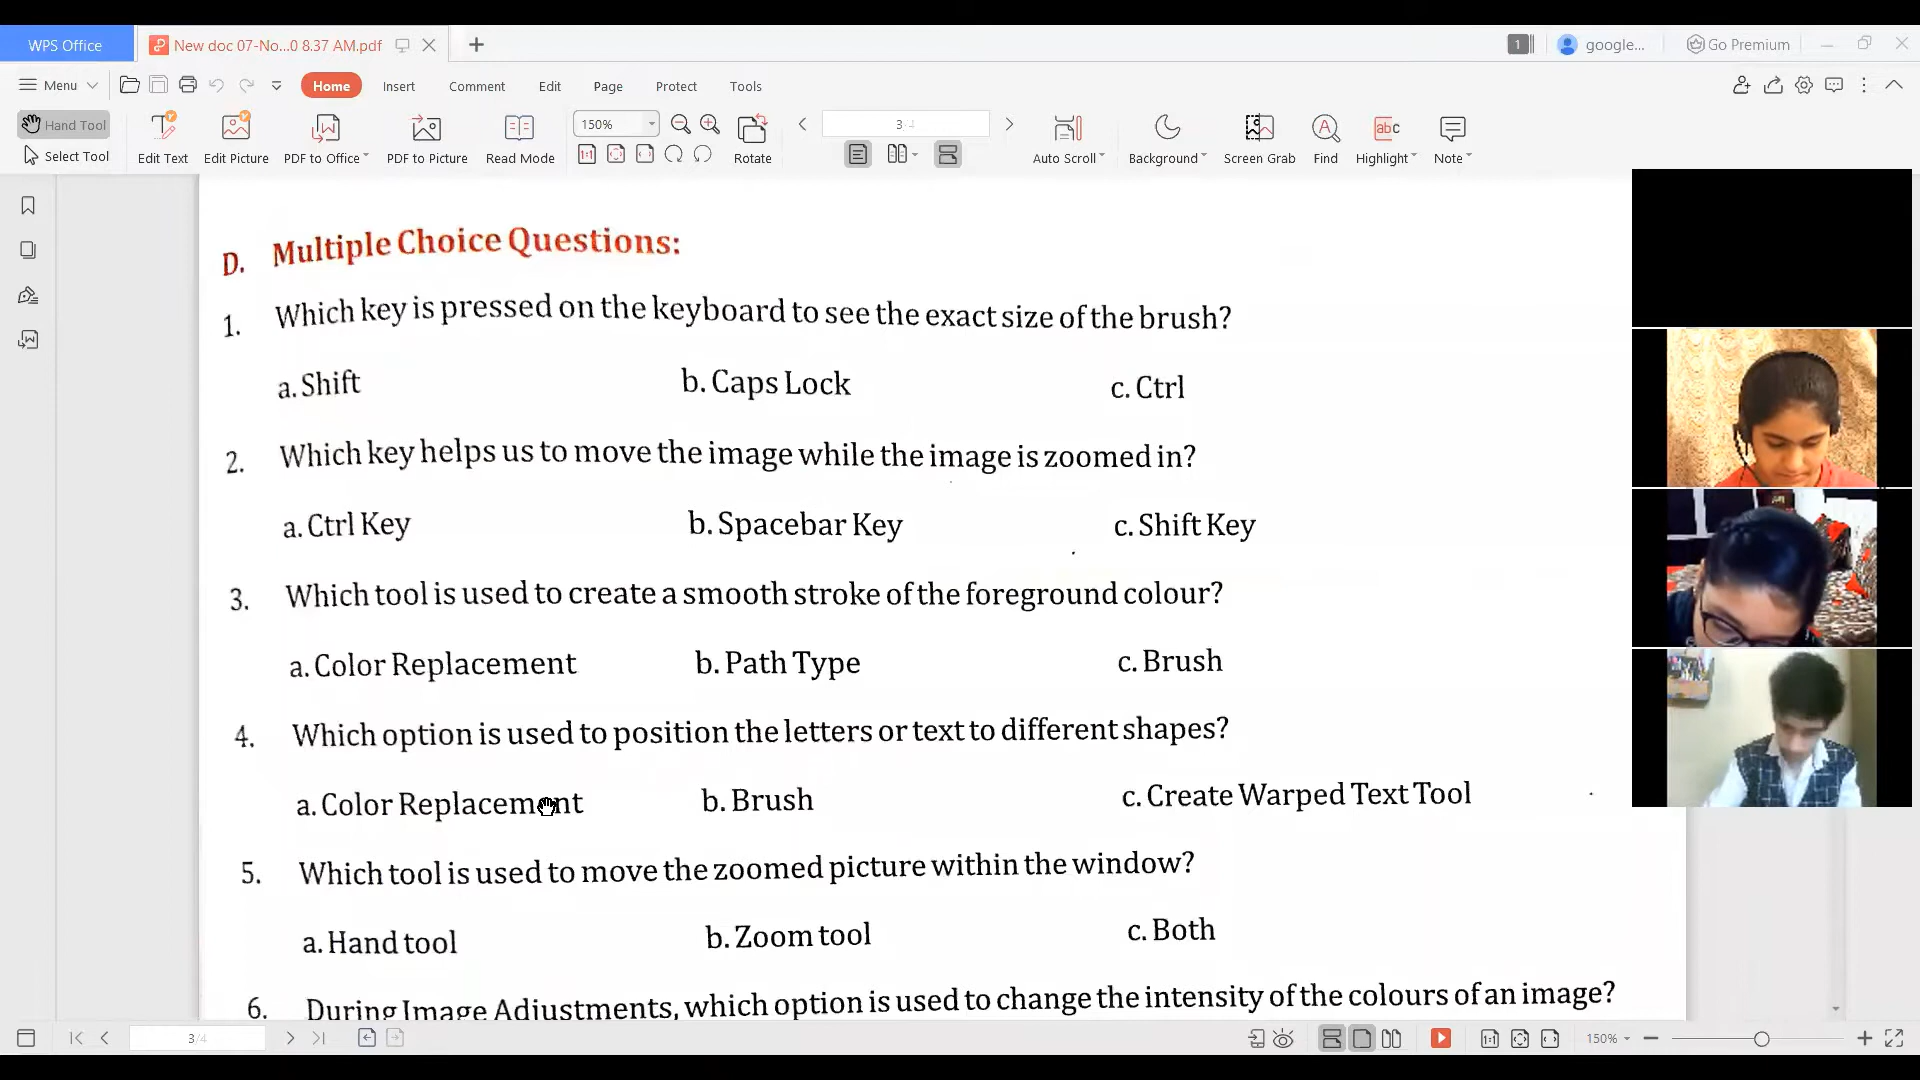 WPS Office
New doc 07-No...0 8.37 AM.pdf
1
google...
Go Premium
Menu
Home
Insert
Comment
Edit
Page
Protect
Tools
Hand Tool
Select Tool
Edit Text
Edit Picture
PDF to Office
PDF to Picture
Read Mode
150%
Rotate
3/4
Auto Scroll
Background
Screen Grab
Find
Highlight
Note
D. Multiple Choice Questions:
1. Which key is pressed on the keyboard to see the exact size of the brush?
a. Shift b. Caps Lock c. Ctrl
2. Which key helps us to move the image while the image is zoomed in?
a. Ctrl Key b. Spacebar Key c. Shift Key
3. Which tool is used to create a smooth stroke of the foreground colour?
a. Color Replacement b. Path Type c. Brush
4. Which option is used to position the letters or text to different shapes?
a. Color Replacement b. Brush c. Create Warped Text Tool
5. Which tool is used to move the zoomed picture within the window?
a. Hand tool b. Zoom tool c. Both
6. During Image Adjustments, which option is used to change the intensity of the colours of an image?
3/4
150%